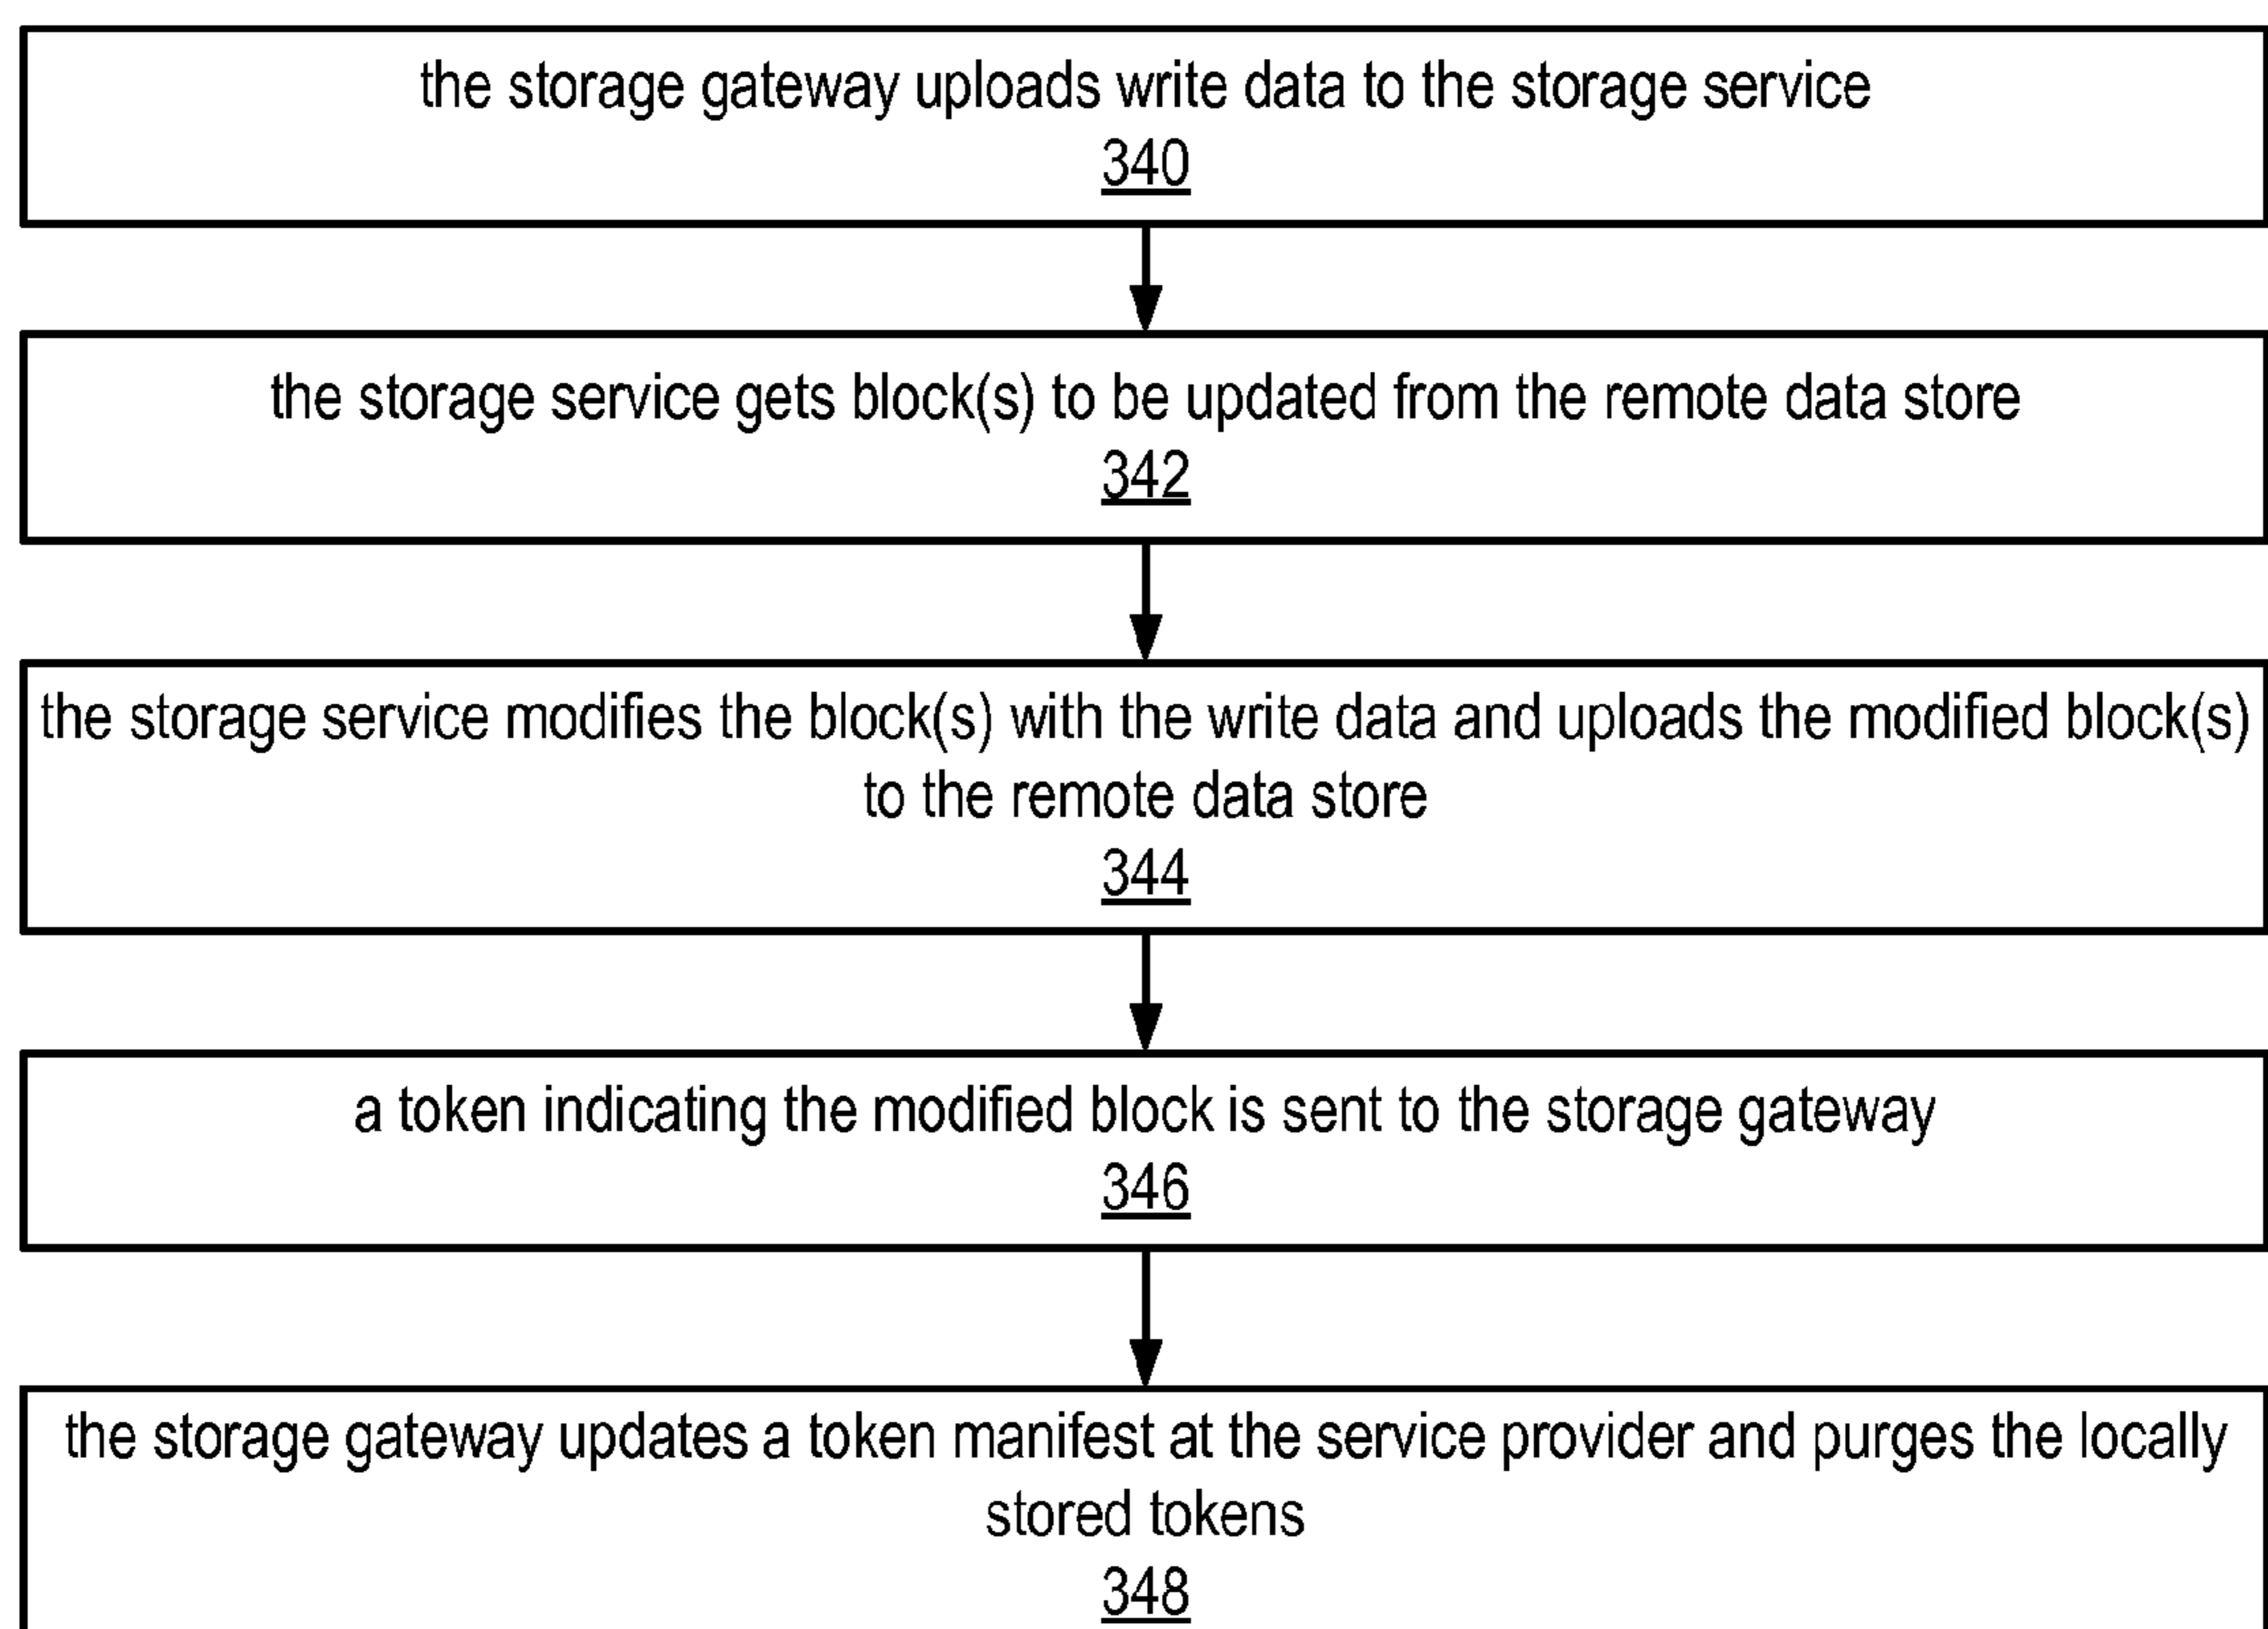 the storage gateway uploads write data to the storage service
340
the storage service gets block(s) to be updated from the remote data store
342
the storage service modifies the block(s) with the write data and uploads the modified block(s)
to the remote data store
344
a token indicating the modified block is sent to the storage gateway
346
the storage gateway updates a token manifest at the service provider and purges the locally
stored tokens
348